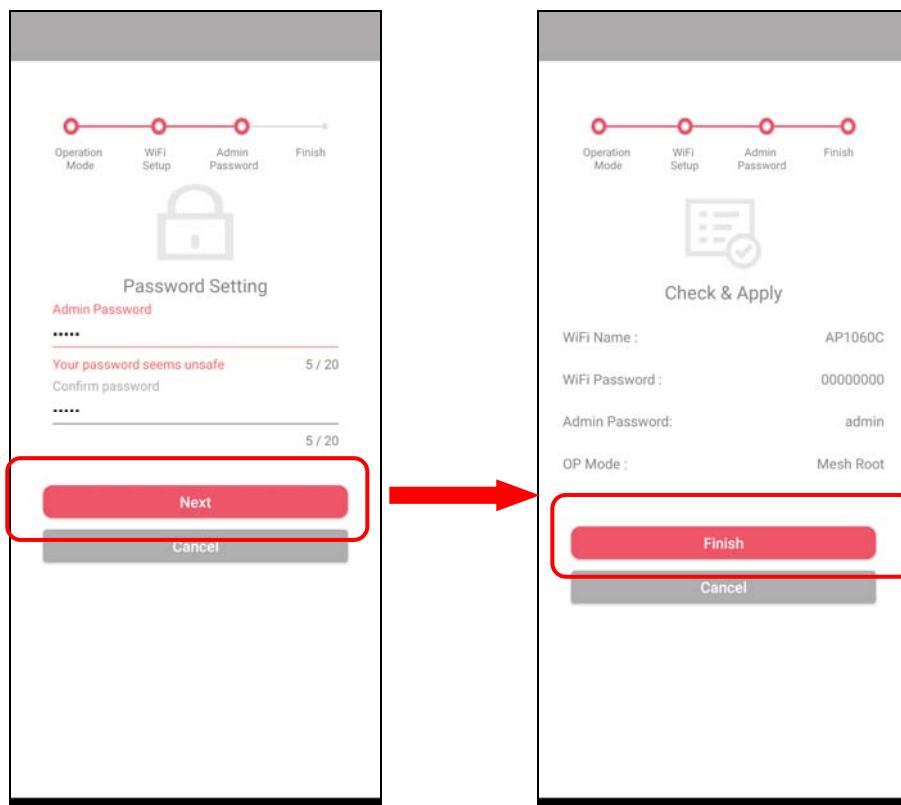 Operation Mode
WiFi Setup
Admin Password
Finish
Password Setting
Admin Password
•••••
Your password seems unsafe 5 / 20
Confirm password
•••••
5 / 20
Next
Cancel
Operation Mode
WiFi Setup
Admin Password
Finish
Check & Apply
WiFi Name : AP1060C
WiFi Password : 00000000
Admin Password: admin
OP Mode : Mesh Root
Finish
Cancel